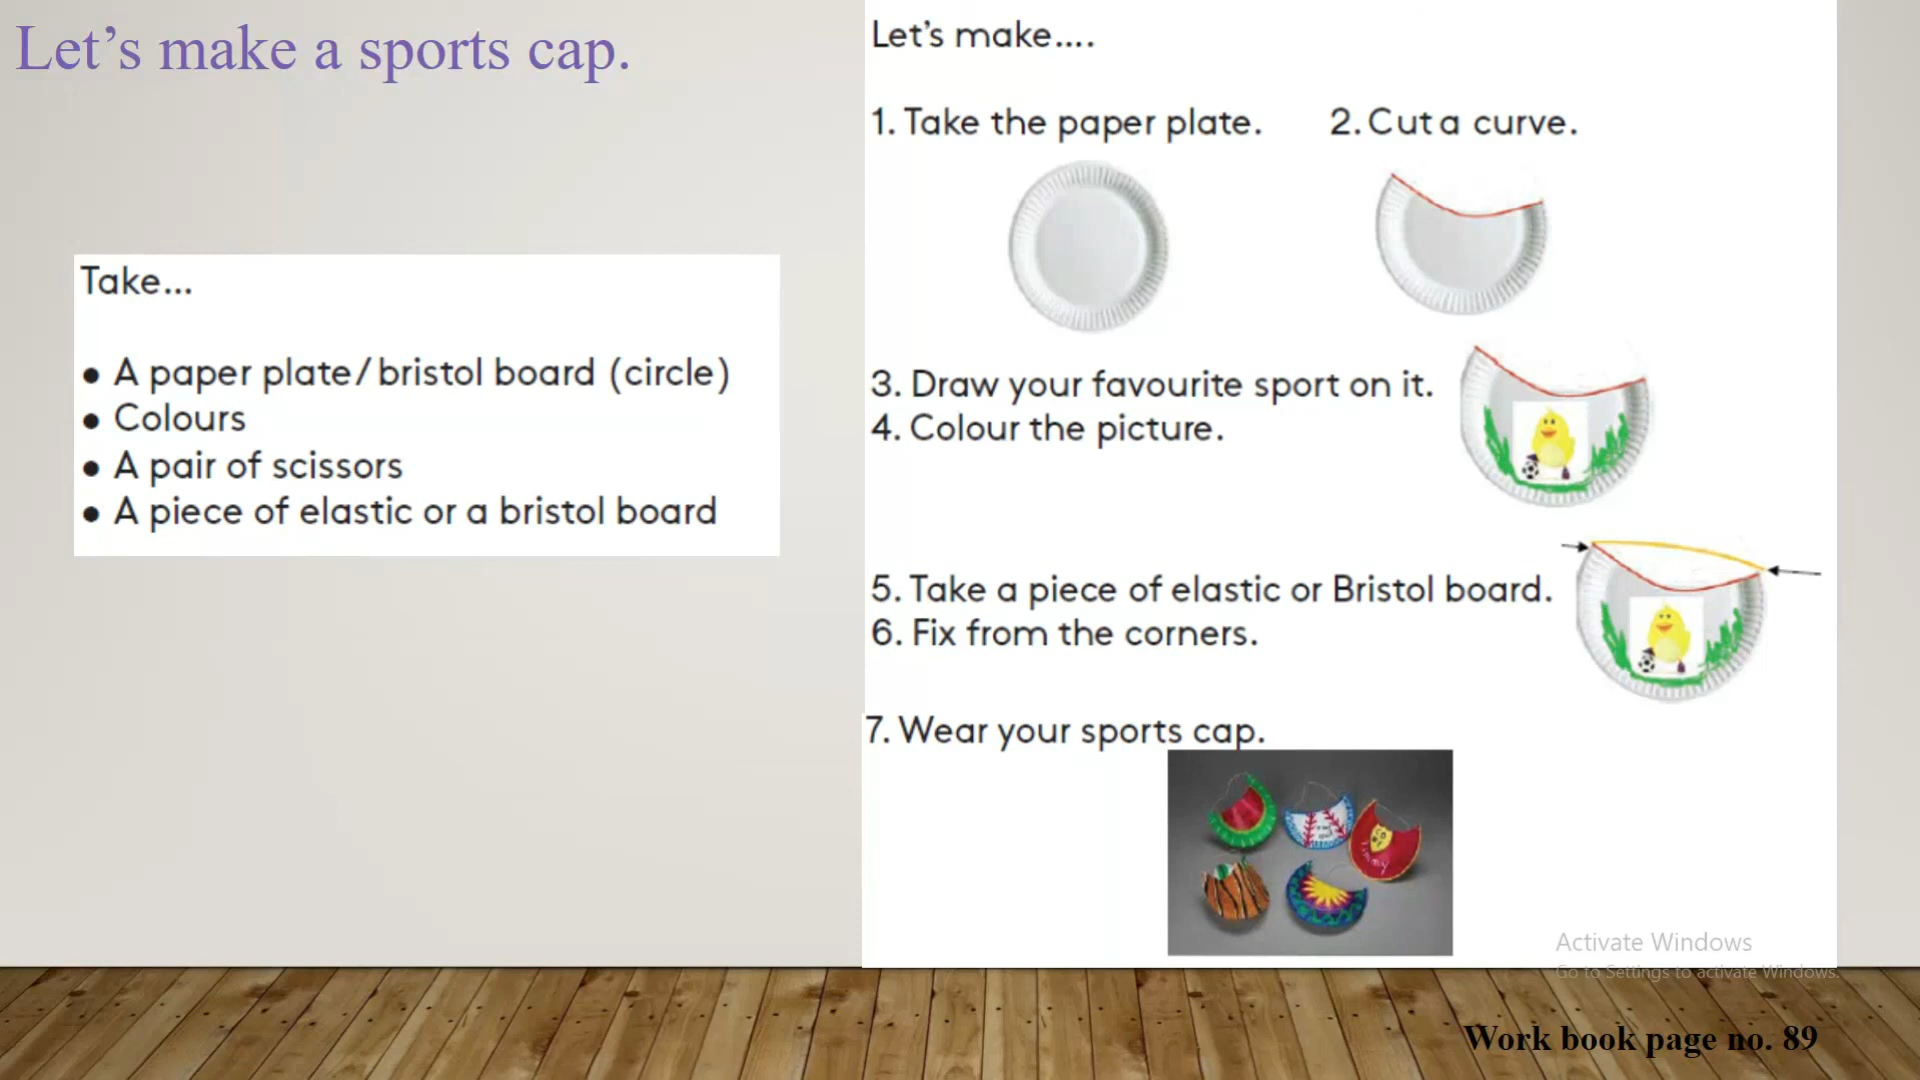 Let's make a sports cap.
Take...
● A paper plate/bristol board (circle)
● Colours
● A pair of scissors
● A piece of elastic or a bristol board
Let's make....
1. Take the paper plate.
2. Cut a curve.
3. Draw your favourite sport on it.
4. Colour the picture.
5. Take a piece of elastic or Bristol board.
6. Fix from the corners.
7. Wear your sports cap.
Activate Windows
Go to Settings to activate Windows.
Work book page no. 89